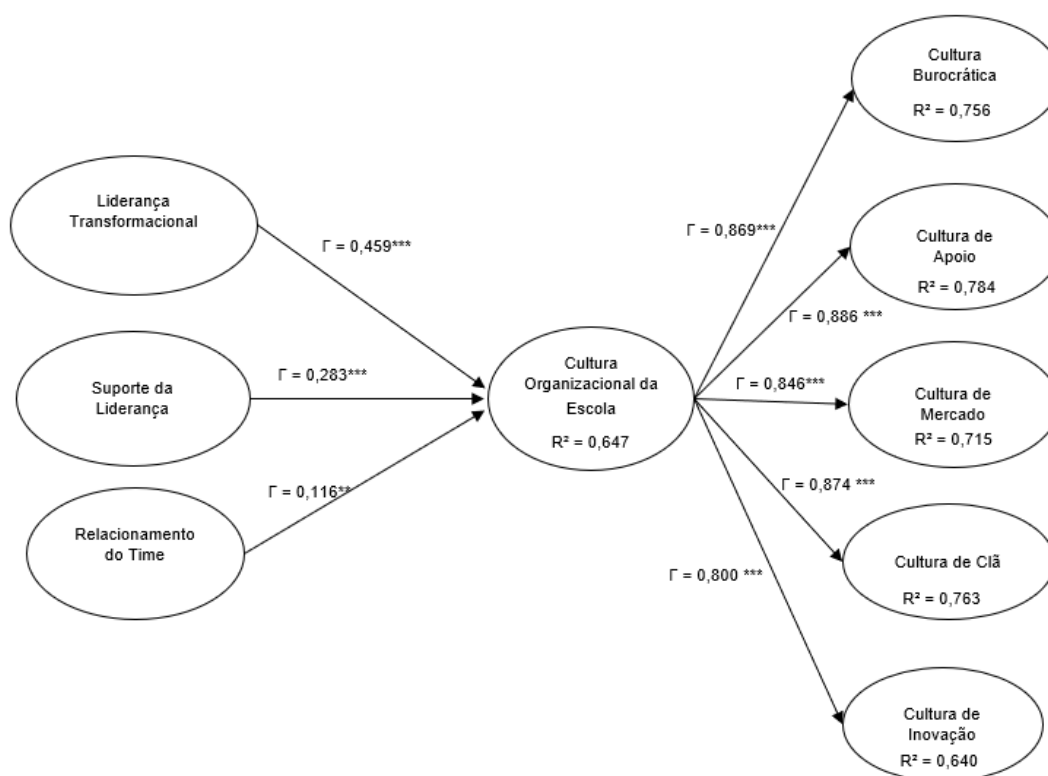 Liderança
Transformacional
Suporte da
Liderança
Relacionamento
do Time
Γ = 0,459***
Γ = 0,283***
Γ = 0,116**
Cultura
Organizacional da
Escola
R² = 0,647
Γ = 0,869***
Γ = 0,886 ***
Γ = 0,846***
Γ = 0,874 ***
Γ = 0,800 ***
Cultura
Burocrática
R² = 0,756
Cultura de
Apoio
R² = 0,784
Cultura de
Mercado
R² = 0,715
Cultura de Clã
R² = 0,763
Cultura de
Inovação
R² = 0,640